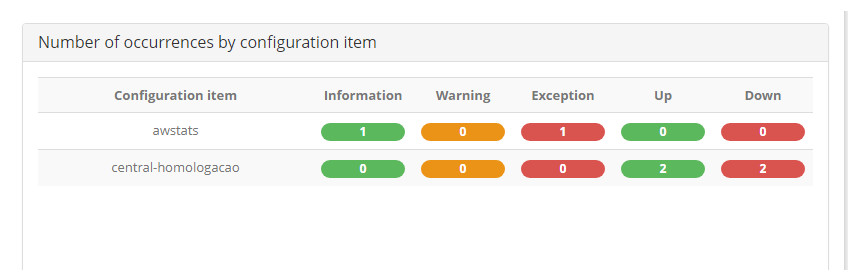 Number of occurrences by configuration item
Configuration item Information Warning Exception Up Down
awstats 1 0 1 0 0
central-homologacao 0 0 0 2 2